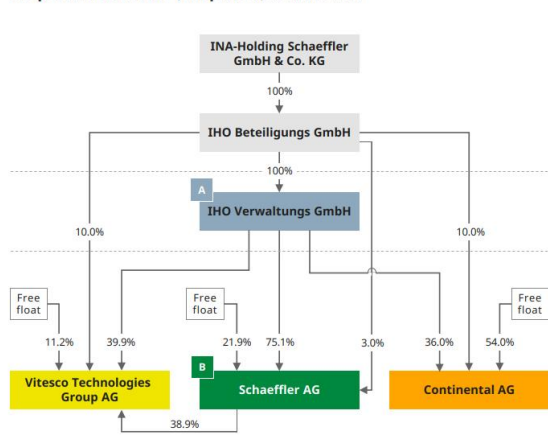 INA-Holding Schaeffler
GmbH & Co. KG
100%
IHO Beteiligungs GmbH
100%
A
IHO Verwaltungs GmbH
10.0%
10.0%
Free
float
Free
float
Free
float
11.2%
39.9%
21.9%
75.1%
3.0%
36.0%
54.0%
B
Vitesco Technologies
Group AG
Schaeffler AG
Continental AG
38.9%